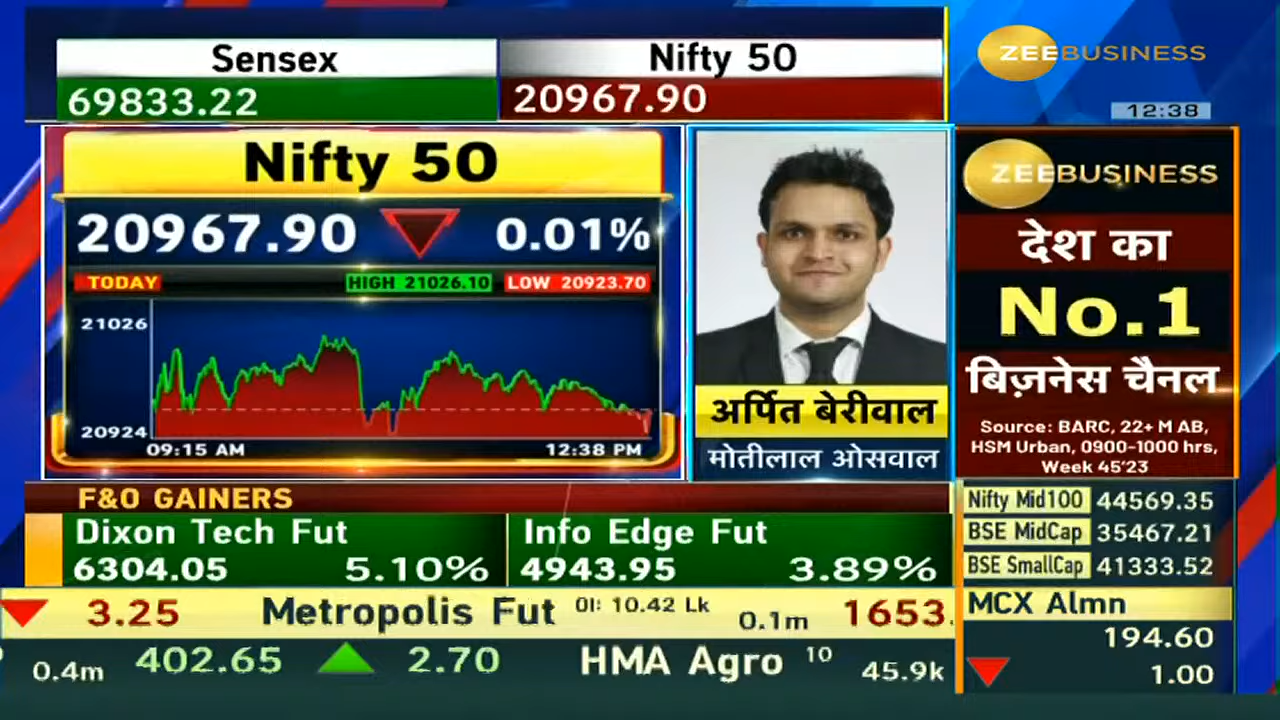 Sensex
69833.22
Nifty 50
20967.90
ZEEBUSINESS
12:38
Nifty 50
20967.90 0.01%
TODAY HIGH 21026.10 LOW 20923.70
21026
20924
09:15 AM 12:38 PM
अर्पित बेरीवाल
मोतीलाल ओसवाल
ZEEBUSINESS
देश का
No.1
बिज़नेस चैनल
Source: BARC, 22+ M AB,
HSM Urban, 0900-1000 hrs,
Week 45'23
F&O GAINERS
Dixon Tech Fut
6304.05 5.10%
Info Edge Fut
4943.95 3.89%
Nifty Mid100 44569.35
BSE MidCap 35467.21
BSE SmallCap 41333.52
MCX Almn
194.60
1.00
3.25 Metropolis Fut OI: 10.42 Lk 0.1m 1653.
0.4m 402.65 2.70 HMA Agro 10 45.9k